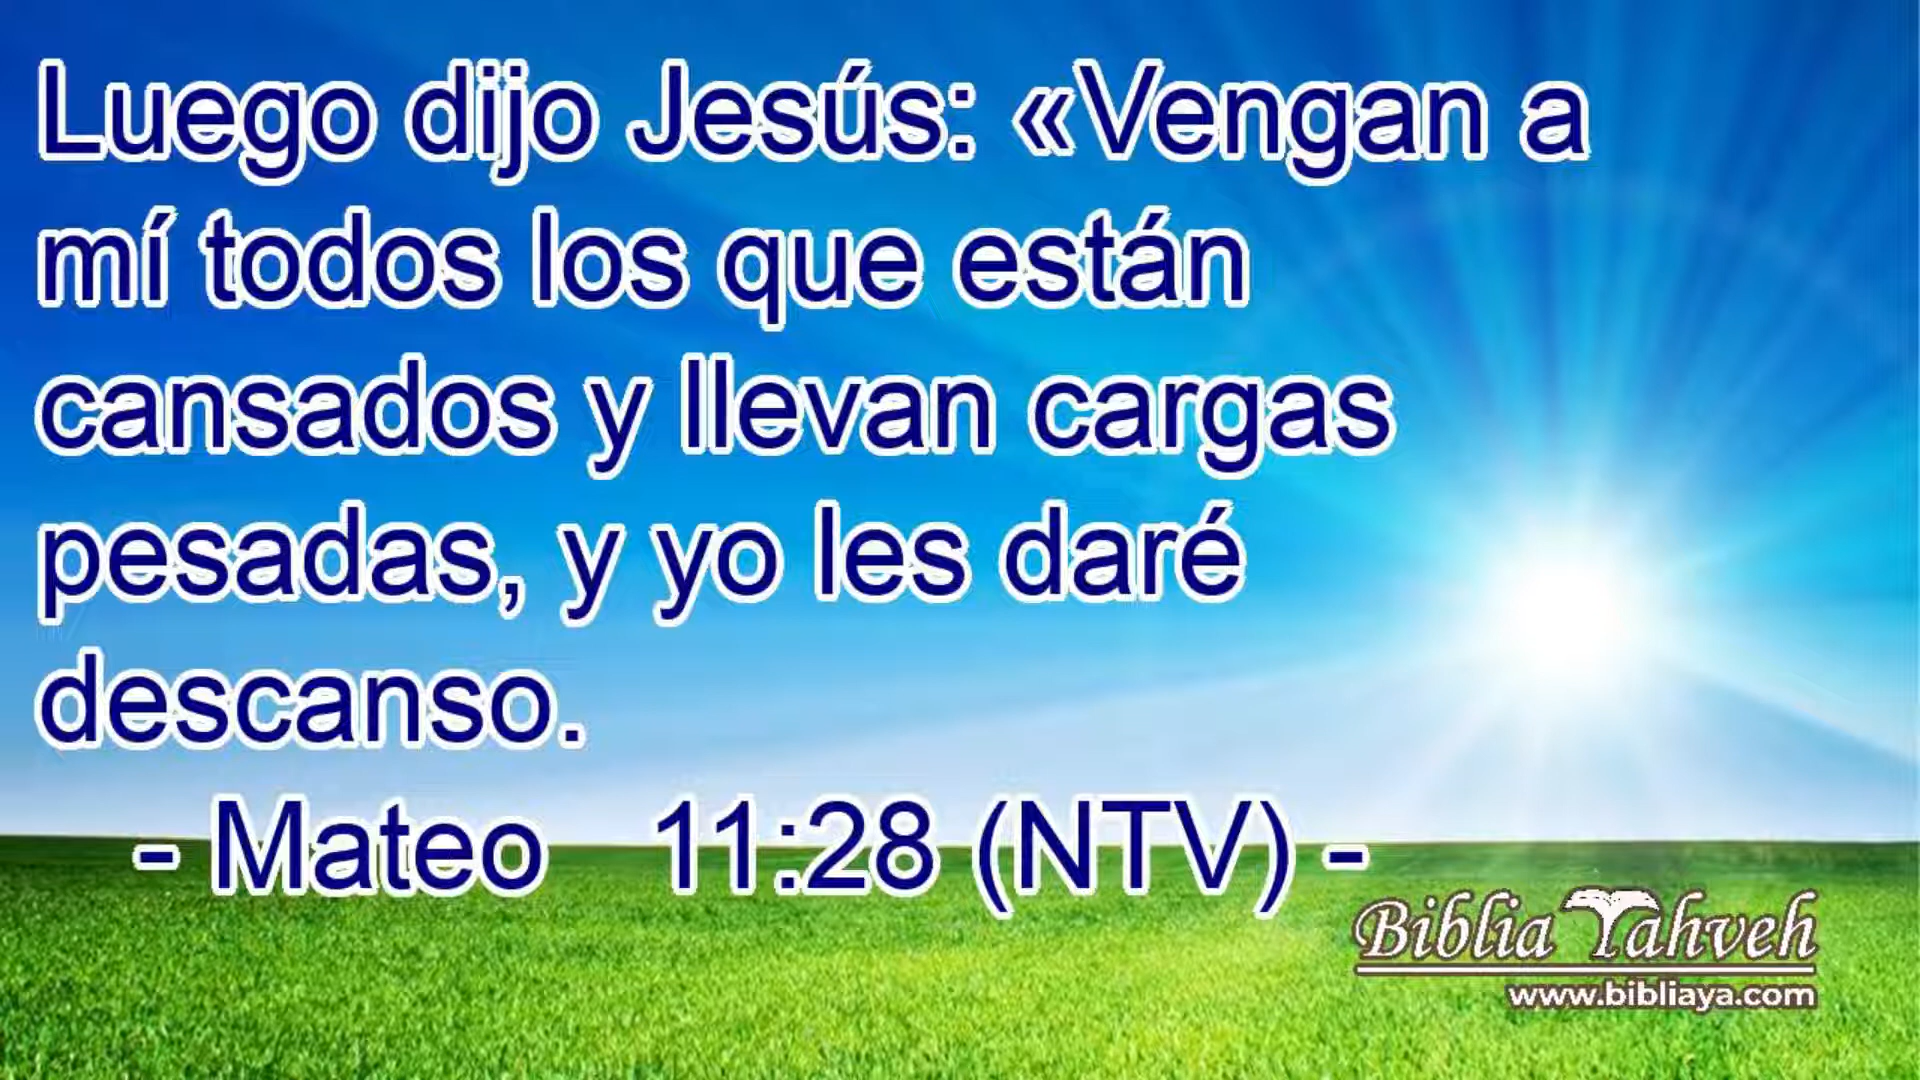 Luego dijo Jesús: «Vengan a
mí todos los que están
cansados y llevan cargas
pesadas, y yo les daré
descanso.
- Mateo 11:28 (NTV) -
Biblia Yahveh
www.bibliaya.com